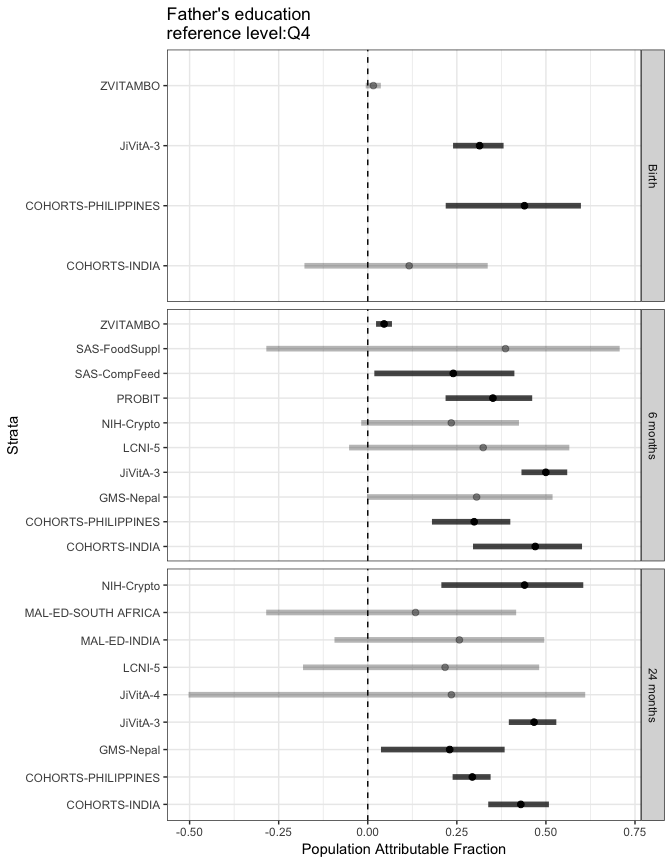 Father's education
reference level:Q4
Strata
ZVITAMBO
JiVitA-3
COHORTS-PHILIPPINES
COHORTS-INDIA
Birth
ZVITAMBO
SAS-FoodSuppl
SAS-CompFeed
PROBIT
NIH-Crypto
LCNI-5
JiVitA-3
GMS-Nepal
COHORTS-PHILIPPINES
COHORTS-INDIA
6 months
NIH-Crypto
MAL-ED-SOUTH AFRICA
MAL-ED-INDIA
LCNI-5
JiVitA-4
JiVitA-3
GMS-Nepal
COHORTS-PHILIPPINES
COHORTS-INDIA
24 months
-0.50 -0.25 0.00 0.25 0.50 0.75
Population Attributable Fraction